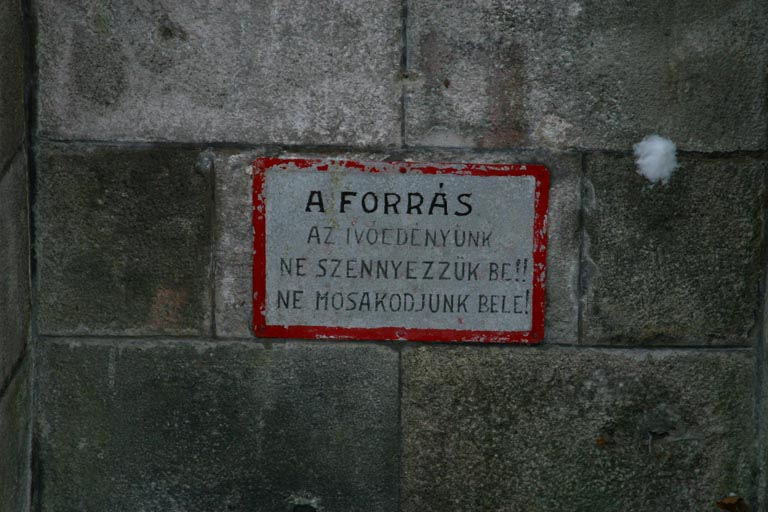 A FORRÁS
AZ IVÓEDÉNYÜNK
NE SZENNYEZZÜK BE!!
NE MOSAKODJUNK BELE!